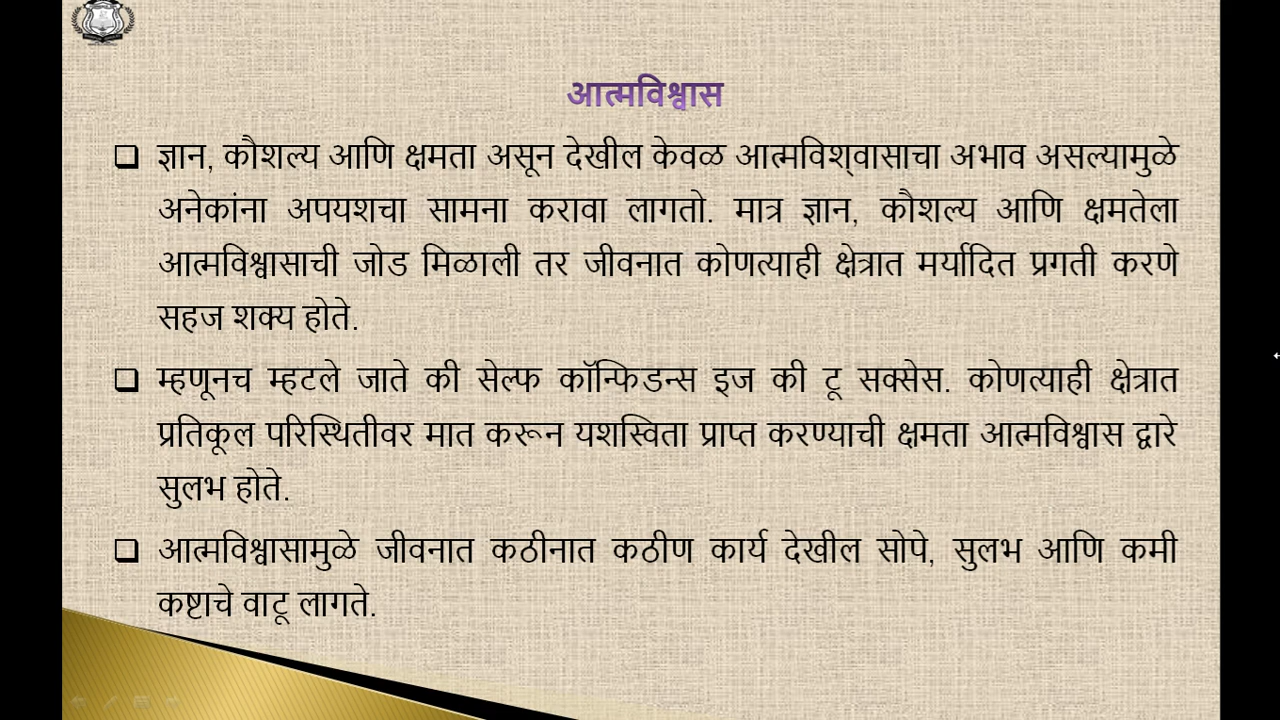 आत्मविश्वास
❑ ज्ञान, कौशल्य आणि क्षमता असून देखील केवळ आत्मविश्‌वासाचा अभाव असल्यामुळे
अनेकांना अपयशचा सामना करावा लागतो. मात्र ज्ञान, कौशल्य आणि क्षमतेला
आत्मविश्वासाची जोड मिळाली तर जीवनात कोणत्याही क्षेत्रात मर्यादित प्रगती करणे
सहज शक्य होते.
❑ म्हणूनच म्हटले जाते की सेल्फ कॉन्फिडन्स इज की टू सक्सेस. कोणत्याही क्षेत्रात
प्रतिकूल परिस्थितीवर मात करून यशस्विता प्राप्त करण्याची क्षमता आत्मविश्वास द्वारे
सुलभ होते.
❑ आत्मविश्वासामुळे जीवनात कठीनात कठीण कार्य देखील सोपे, सुलभ आणि कमी
कष्टाचे वाटू लागते.